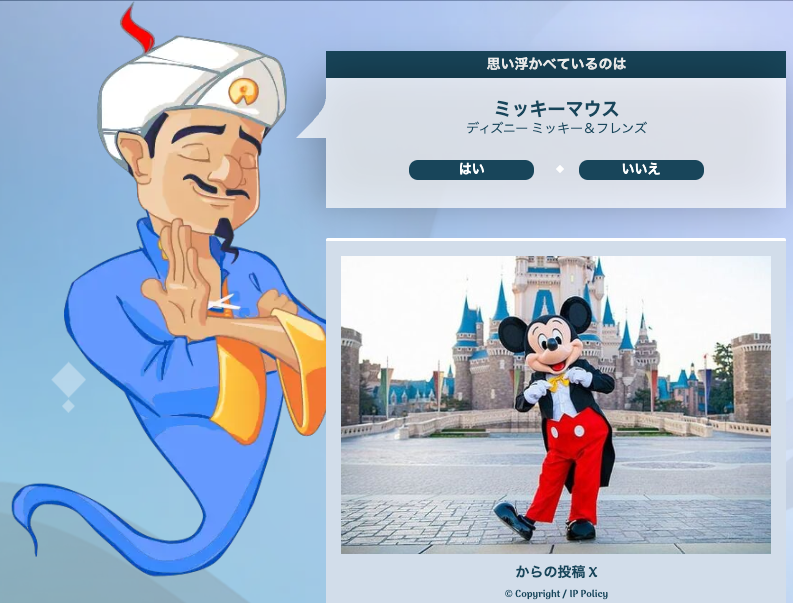 思い浮かべているのは
ミッキーマウス
ディズニー ミッキー＆フレンズ
はい
いいえ
からの投稿 X
© Copyright / IP Policy